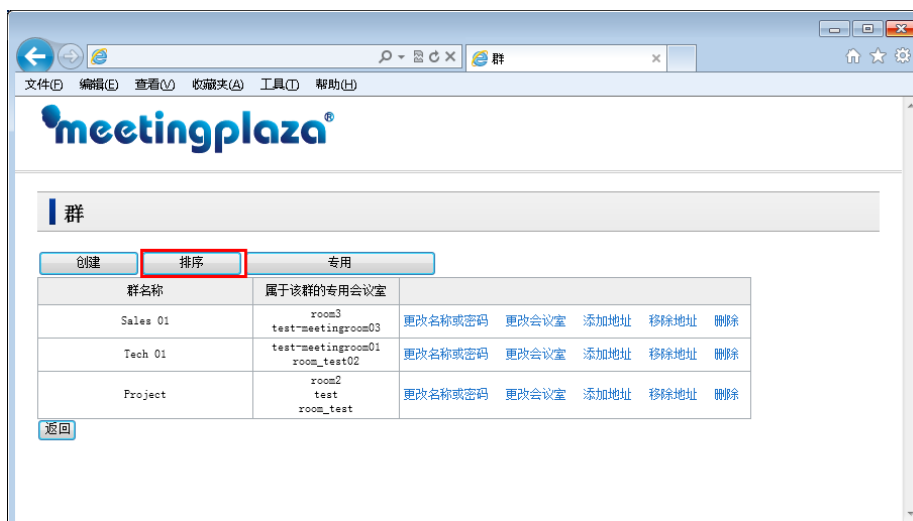 群
文件(F) 编辑(E) 查看(V) 收藏夹(A) 工具(T) 帮助(H)
meetingplaza®
群
创建 排序 专用
群名称 属于该群的专用会议室
Sales 01 room3 更改名称或密码 更改会议室 添加地址 移除地址 删除
test-meetingroom03
Tech 01 test-meetingroom01 更改名称或密码 更改会议室 添加地址 移除地址 删除
room_test02
room2
Project test 更改名称或密码 更改会议室 添加地址 移除地址 删除
room_test
返回